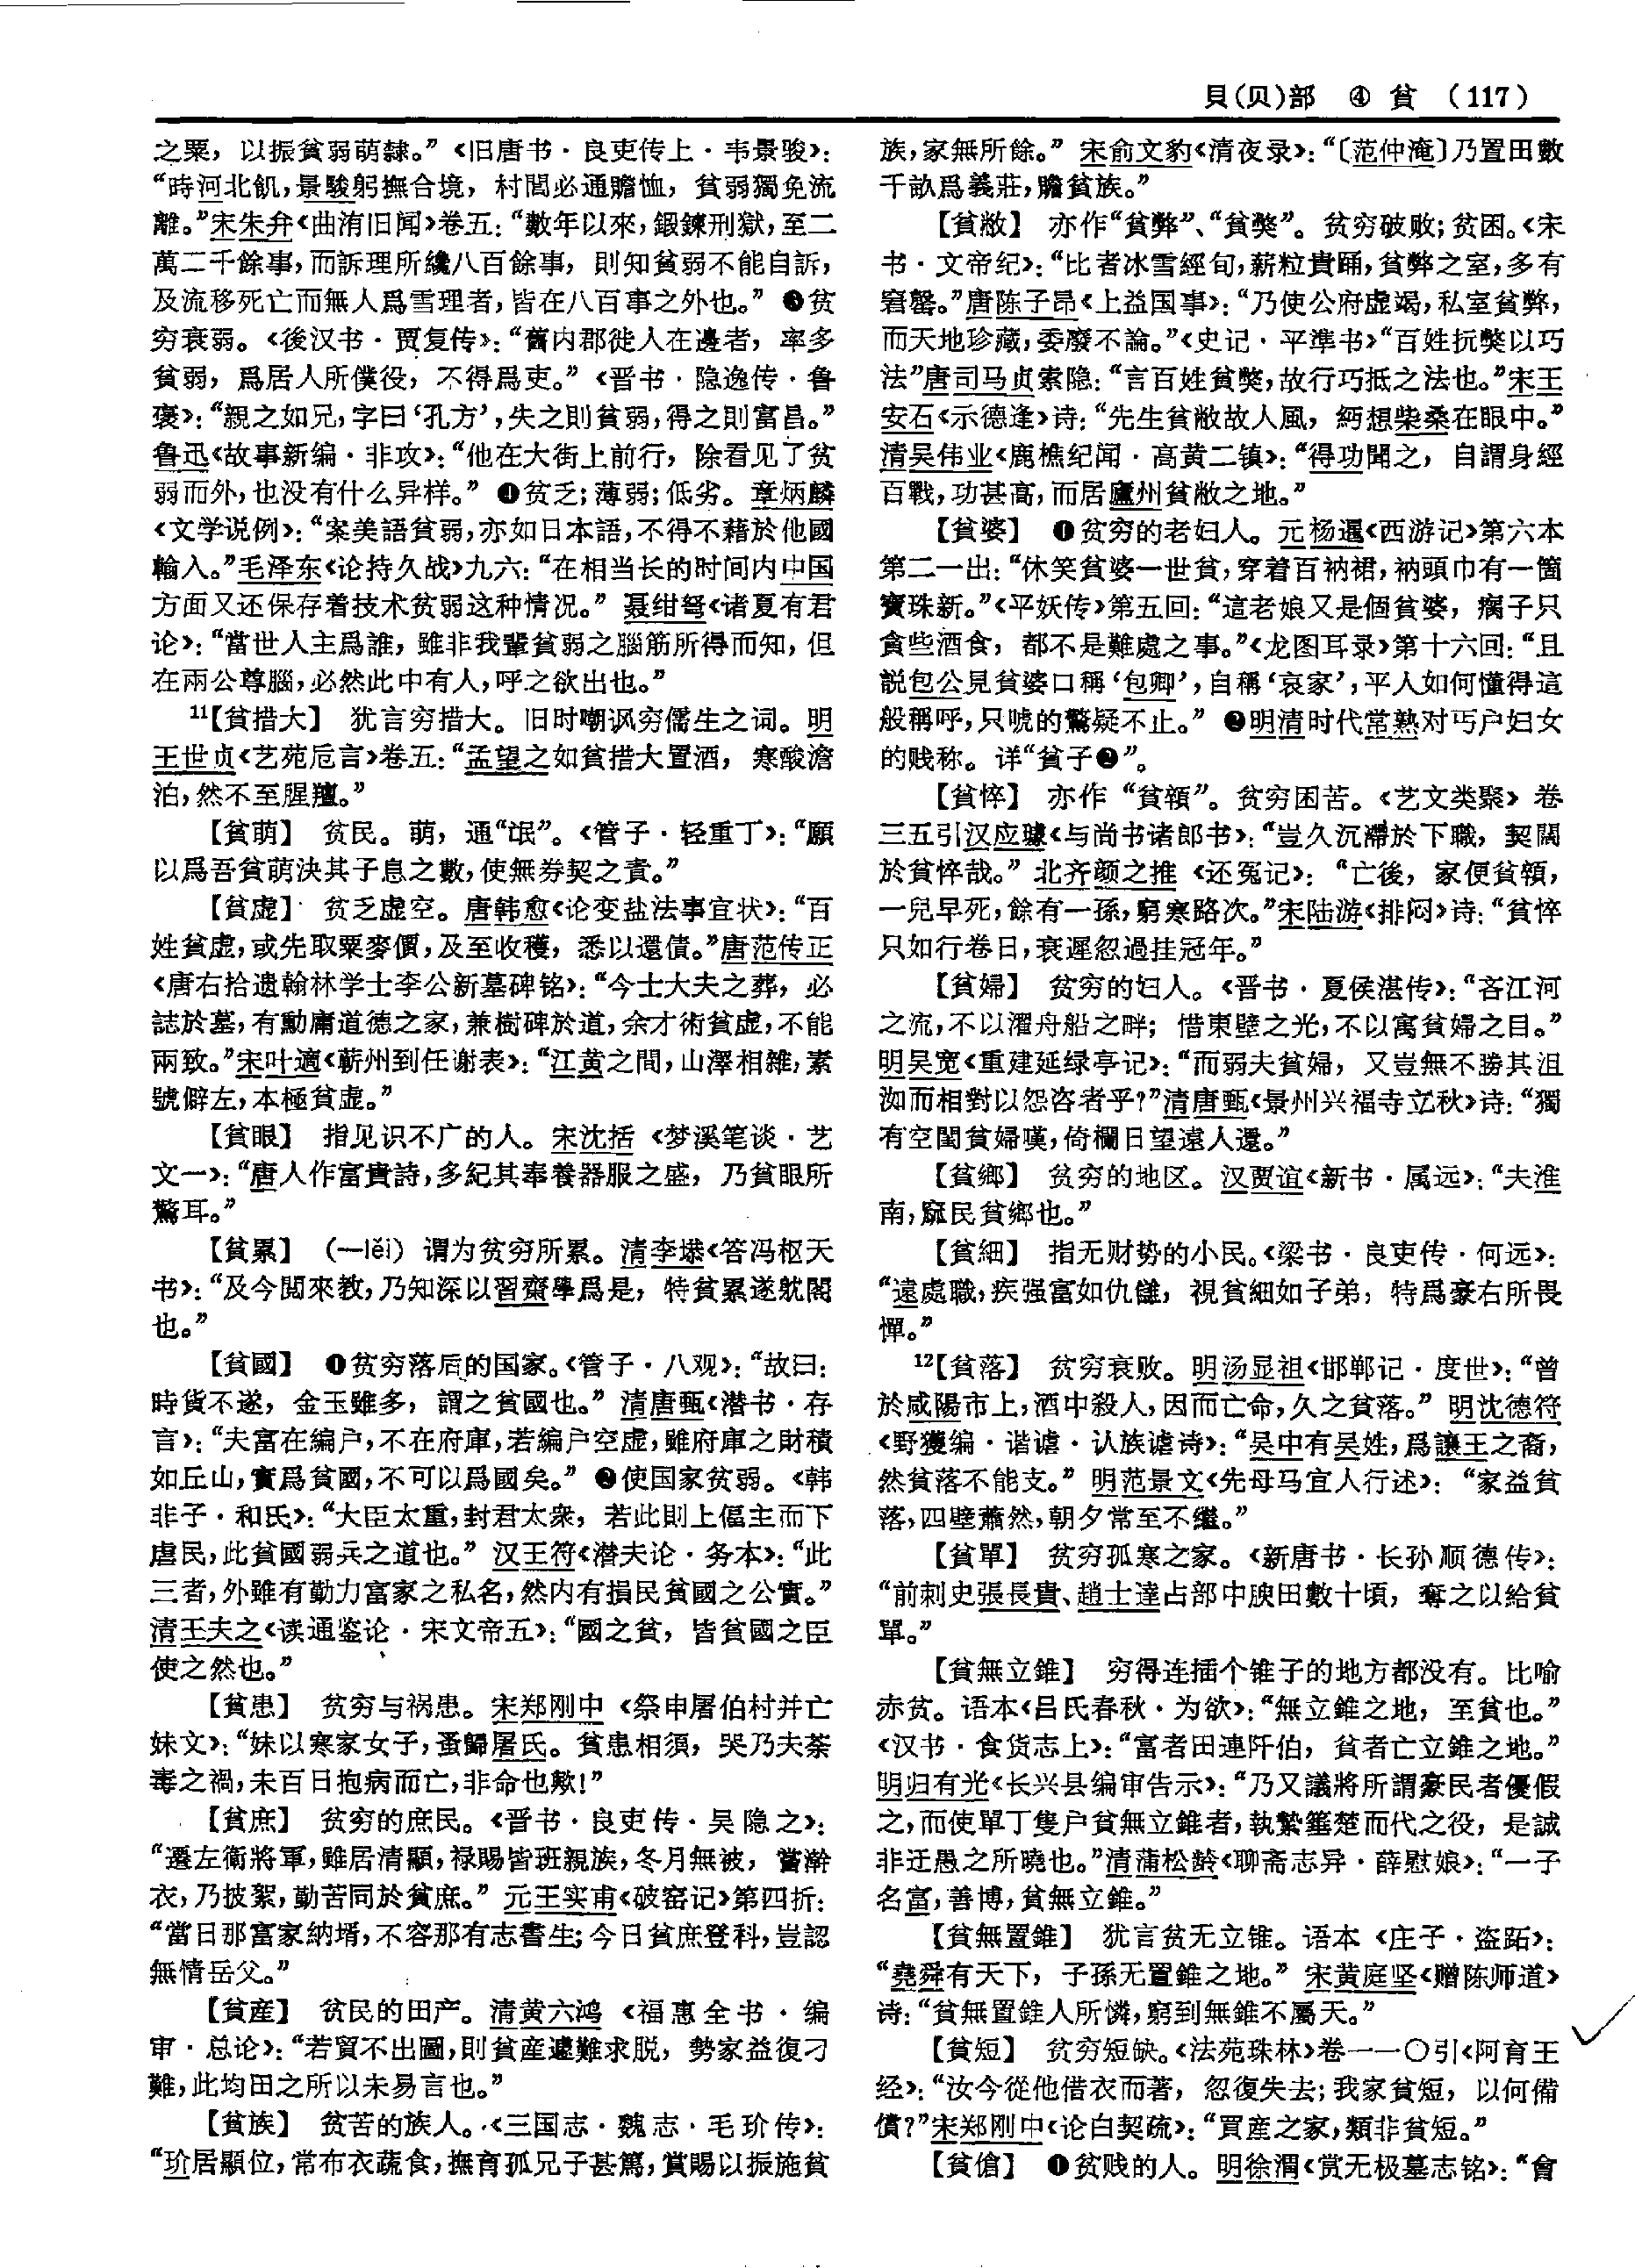 貝(贝)部　④　貧　(117)
之粟，以振貧弱萌隸。”《旧唐书·良吏传上·韦景骏》：
“時河北飢，景駿躬撫合境，村閭必通贍恤，貧弱獨免流
離。”宋朱弁《曲洧旧闻》卷五：“數年以來，鍛鍊刑獄，至二
萬二千餘事，而訴理所纔八百餘事，則知貧弱不能自訴，
及流移死亡而無人爲雪理者，皆在八百事之外也。” ❸贫
穷衰弱。《後汉书·贾复传》：“舊内郡徙人在邊者，率多
貧弱，爲居人所僕役，不得爲吏。”《晋书·隐逸传·鲁
褒》：“親之如兄，字曰‘孔方’，失之則貧弱，得之則富昌。”
鲁迅《故事新编·非攻》：“他在大街上前行，除看见了贫
弱而外，也没有什么异样。” ❹贫乏；薄弱；低劣。章炳麟
《文学说例》：“案美語貧弱，亦如日本語，不得不藉於他國
輸入。”毛泽东《论持久战》九六：“在相当长的时间内中国
方面又还保存着技术贫弱这种情况。” 聂绀弩《诸夏有君
论》：“當世人主爲誰，雖非我輩貧弱之腦筋所得而知，但
在兩公尊腦，必然此中有人，呼之欲出也。”
11【貧措大】 犹言穷措大。旧时嘲讽穷儒生之词。明
王世贞《艺苑卮言》卷五：“孟望之如貧措大置酒，寒酸澹
泊，然不至腥羶。”
【貧萌】 贫民。萌，通“氓”。《管子·轻重丁》：“願
以爲吾貧萌決其子息之數，使無券契之責。”
【貧虛】 贫乏虚空。唐韩愈《论变盐法事宜状》：“百
姓貧虛，或先取粟麥價，及至收穫，悉以還債。”唐范传正
《唐右拾遗翰林学士李公新墓碑铭》：“今士大夫之葬，必
誌於墓，有勳庸道德之家，兼樹碑於道，余才術貧虛，不能
兩致。”宋叶適《蕲州到任谢表》：“江黄之間，山澤相雜，素
號僻左，本極貧虛。”
【貧眼】 指见识不广的人。宋沈括《梦溪笔谈·艺
文一》：“唐人作富貴詩，多紀其奉養器服之盛，乃貧眼所
驚耳。”
【貧累】 （—lěi）谓为贫穷所累。清李塨《答冯枢天
书》：“及今閲來教，乃知深以習齋學爲是，特貧累遂躭閣
也。”
【貧國】 ❶贫穷落后的国家。《管子·八观》：“故曰：
時貨不遂，金玉雖多，謂之貧國也。” 清唐甄《潜书·存
言》：“夫富在编户，不在府庫，若編户空虛，雖府庫之財積
如丘山，實爲貧國，不可以爲國矣。” ❷使国家贫弱。《韩
非子·和氏》：“大臣太重，封君太衆，若此則上偪主而下
虐民，此貧國弱兵之道也。” 汉王符《潜夫论·务本》：“此
三者，外雖有勤力富家之私名，然内有損民貧國之公實。”
清王夫之《读通鉴论·宋文帝五》：“國之貧，皆貧國之臣
使之然也。”
【貧患】 贫穷与祸患。宋郑刚中《祭申屠伯村并亡
妹文》：“妹以寒家女子，蚤歸屠氏。貧患相須，哭乃夫荼
毒之禍，未百日抱病而亡，非命也歟！”
【貧庶】 贫穷的庶民。《晋书·良吏传·吴隐之》：
“遷左衛將軍，雖居清顯，禄賜皆班親族，冬月無被，嘗澣
衣，乃披絮，勤苦同於貧庶。” 元王实甫《破窑记》第四折：
“當日那富家納壻，不容那有志書生；今日貧庶登科，豈認
無情岳父。”
【貧産】 贫民的田产。清黄六鸿《福惠全书·编
审·总论》：“若貿不出圖，則貧産遽難求脱，勢家益復刁
難，此均田之所以未易言也。”
【貧族】 贫苦的族人。《三国志·魏志·毛玠传》：
“玠居顯位，常布衣蔬食，撫育孤兄子甚篤，賞賜以振施貧
族，家無所餘。” 宋俞文豹《清夜录》：“〔范仲淹〕乃置田數
千畝爲義莊，贍貧族。”
【貧敝】 亦作“貧弊”、“貧獘”。贫穷破败；贫困。《宋
书·文帝纪》：“比者冰雪經旬，薪粒貴踊，貧弊之室，多有
窘罄。”唐陈子昂《上益国事》：“乃使公府虛竭，私室貧弊，
而天地珍藏，委廢不論。”《史记·平準书》“百姓抏獘以巧
法”唐司马贞索隐：“言百姓貧獘，故行巧抵之法也。”宋王
安石《示德逢》诗：“先生貧敝故人風，緬想柴桑在眼中。”
清吴伟业《鹿樵纪闻·高黄二镇》：“得功聞之，自謂身經
百戰，功甚高，而居廬州貧敝之地。”
【貧婆】 ❶贫穷的老妇人。元杨暹《西游记》第六本
第二一出：“休笑貧婆一世貧，穿着百衲裙，衲頭巾有一箇
寶珠新。”《平妖传》第五回：“這老娘又是個貧婆，瘸子只
貪些酒食，都不是難處之事。”《龙图耳录》第十六回：“且
説包公見貧婆口稱‘包卿’，自稱‘哀家’，平人如何懂得這
般稱呼，只唬的驚疑不止。” ❷明清时代常熟对丐户妇女
的贱称。详“貧子❷”。
【貧悴】 亦作“貧顇”。贫穷困苦。《艺文类聚》卷
三五引汉应璩《与尚书诸郎书》：“豈久沉滯於下職，契闊
於貧悴哉。” 北齐颜之推《还冤记》：“亡後，家便貧顇，
一兒早死，餘有一孫，窮寒路次。”宋陆游《排闷》诗：“貧悴
只如行卷日，衰遲忽過挂冠年。”
【貧婦】 贫穷的妇人。《晋书·夏侯湛传》：“吝江河
之流，不以濯舟船之畔；惜東壁之光，不以寓貧婦之目。”
明吴宽《重建延绿亭记》：“而弱夫貧婦，又豈無不勝其沮
洳而相對以怨咨者乎？”清唐甄《景州兴福寺立秋》诗：“獨
有空閨貧婦嘆，倚欄日望遠人還。”
【貧鄉】 贫穷的地区。汉贾谊《新书·属远》：“夫淮
南，窳民貧鄉也。”
【貧細】 指无财势的小民。《梁书·良吏传·何远》：
“遠處職，疾强富如仇讎，視貧細如子弟，特爲豪右所畏
憚。”
12【貧落】 贫穷衰败。明汤显祖《邯郸记·度世》：“曾
於咸陽市上，酒中殺人，因而亡命，久之貧落。” 明沈德符
《野獲编·谐谑·认族谑诗》：“吴中有吴姓，爲讓王之裔，
然貧落不能支。” 明范景文《先母马宜人行述》：“家益貧
落，四壁蕭然，朝夕常至不繼。”
【貧單】 贫穷孤寒之家。《新唐书·长孙顺德传》：
“前刺史張長貴、趙士達占部中腴田數十頃，奪之以給貧
單。”
【貧無立錐】 穷得连插个锥子的地方都没有。比喻
赤贫。语本《吕氏春秋·为欲》：“無立錐之地，至貧也。”
《汉书·食货志上》：“富者田連阡伯，貧者亡立錐之地。”
明归有光《长兴县编审告示》：“乃又議將所謂豪民者優假
之，而使單丁隻户貧無立錐者，執縶箠楚而代之役，是誠
非迂愚之所曉也。”清蒲松龄《聊斋志异·薛慰娘》：“一子
名富，善博，貧無立錐。”
【貧無置錐】 犹言贫无立锥。语本《庄子·盗跖》：
“堯舜有天下，子孫无置錐之地。” 宋黄庭坚《赠陈师道》
诗：“貧無置錐人所憐，窮到無錐不屬天。”
【貧短】 贫穷短缺。《法苑珠林》卷一一〇引《阿育王
经》：“汝今從他借衣而著，忽復失去；我家貧短，以何備
償？”宋郑刚中《论白契疏》：“買産之家，類非貧短。”
【貧傖】 ❶贫贱的人。明徐渭《赏无极墓志铭》：“會